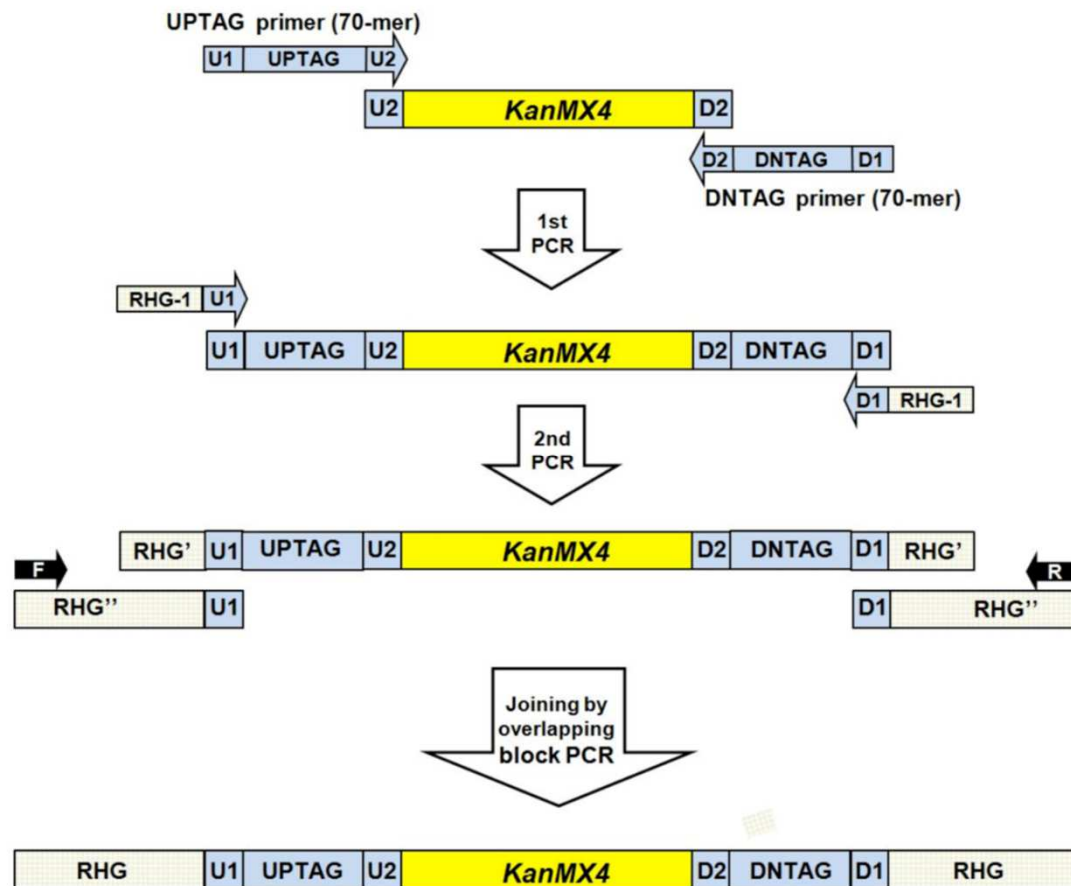 UPTAG primer (70-mer)
U1 UPTAG U2
U2 KanMX4 D2
D2 DNTAG D1
DNTAG primer (70-mer)
1st
PCR
RHG-1 U1
U1 UPTAG U2 KanMX4 D2 DNTAG D1
D1 RHG-1
2nd
PCR
RHG' U1 UPTAG U2 KanMX4 D2 DNTAG D1 RHG'
F R
RHG'' U1 D1 RHG''
Joining by
overlapping
block PCR
RHG U1 UPTAG U2 KanMX4 D2 DNTAG D1 RHG